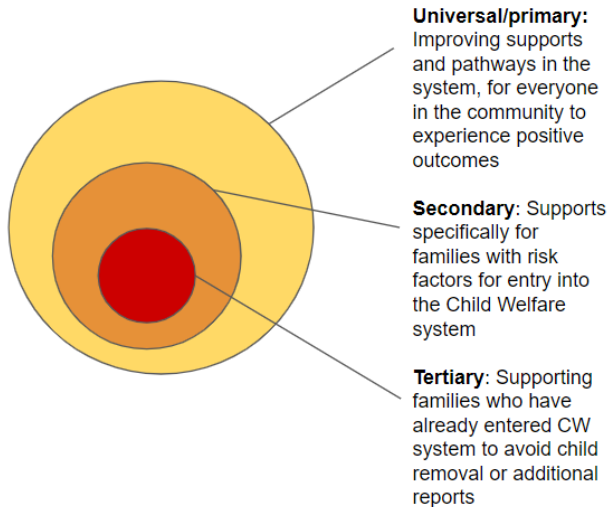 Universal/primary:
Improving supports
and pathways in the
system, for everyone
in the community to
experience positive
outcomes
Secondary: Supports
specifically for
families with risk
factors for entry into
the Child Welfare
system
Tertiary: Supporting
families who have
already entered CW
system to avoid child
removal or additional
reports